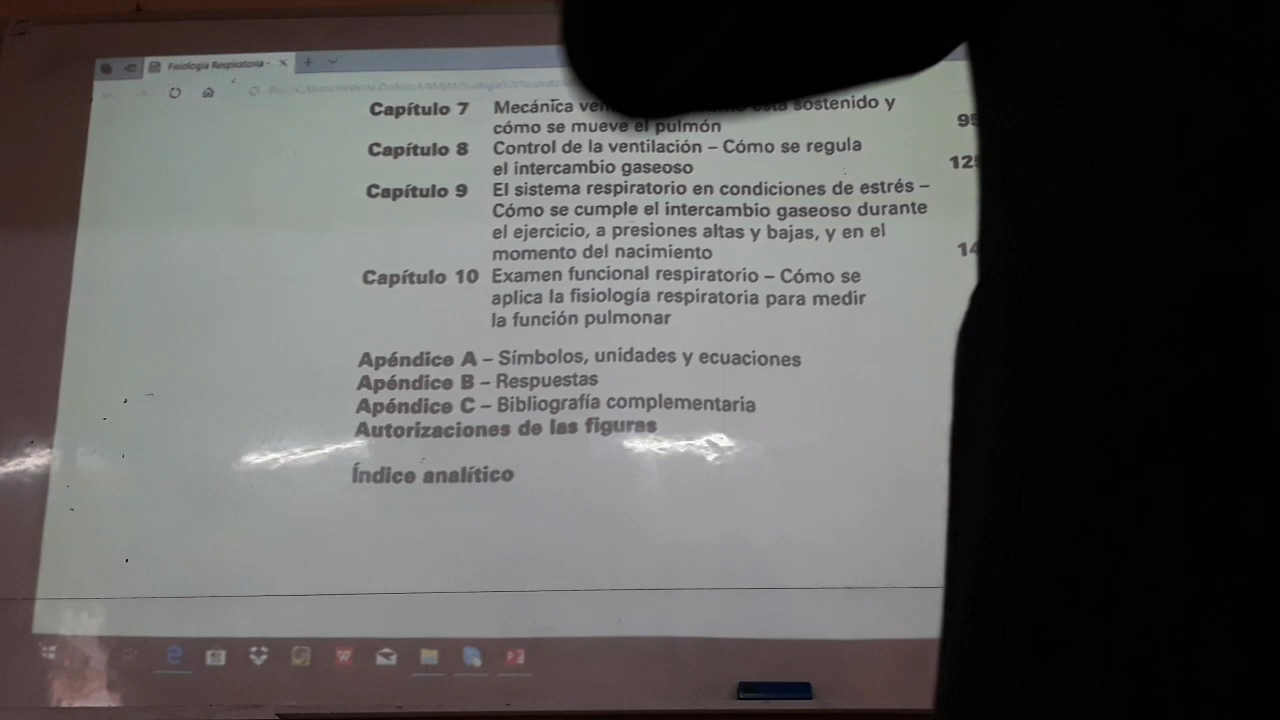 Fisiología Respiratoria -
Capítulo 7 Mecánica sostenido y
cómo se mueve el pulmón
Capítulo 8 Control de la ventilación – Cómo se regula
el intercambio gaseoso
Capítulo 9 El sistema respiratorio en condiciones de estrés –
Cómo se cumple el intercambio gaseoso durante
el ejercicio, a presiones altas y bajas, y en el
momento del nacimiento
Capítulo 10 Examen funcional respiratorio – Cómo se
aplica la fisiología respiratoria para medir
la función pulmonar
Apéndice A – Símbolos, unidades y ecuaciones
Apéndice B – Respuestas
Apéndice C – Bibliografía complementaria
Autorizaciones de las figuras
Índice analítico